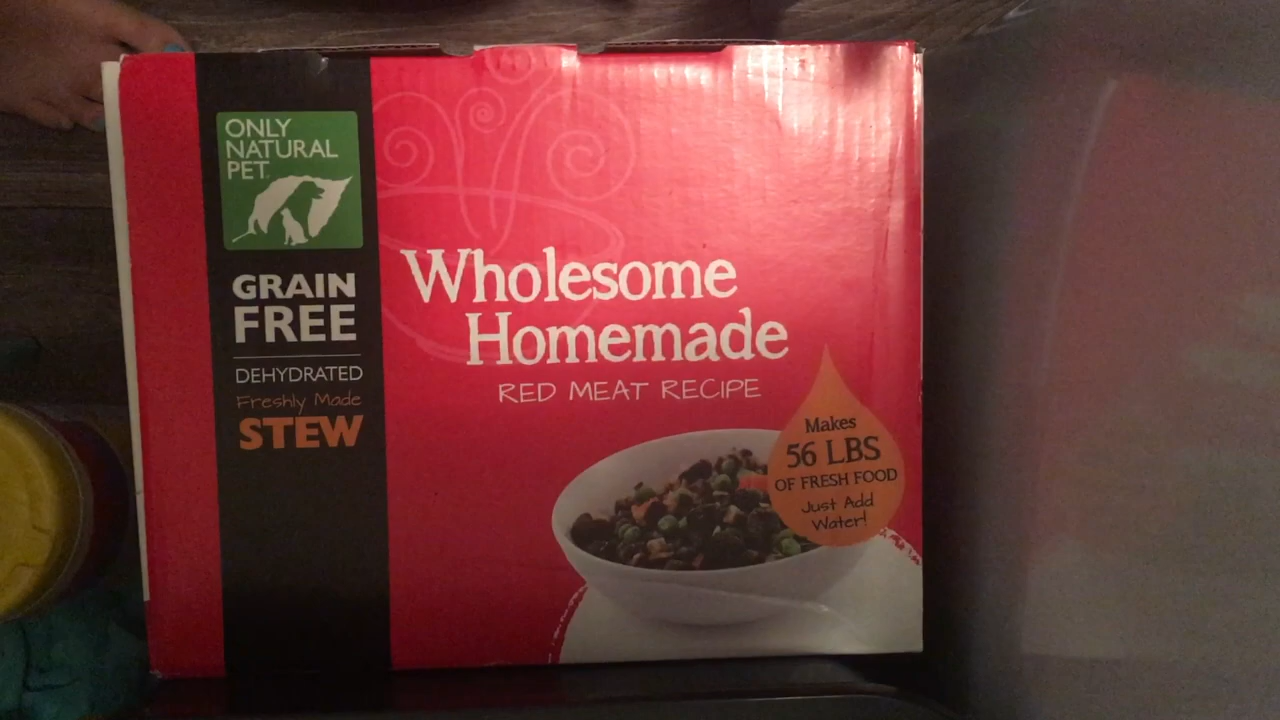 ONLY
NATURAL
PET
GRAIN
FREE
DEHYDRATED
Freshly Made
STEW
Wholesome
Homemade
RED MEAT RECIPE
Makes
56 LBS
OF FRESH FOOD
Just Add
Water!